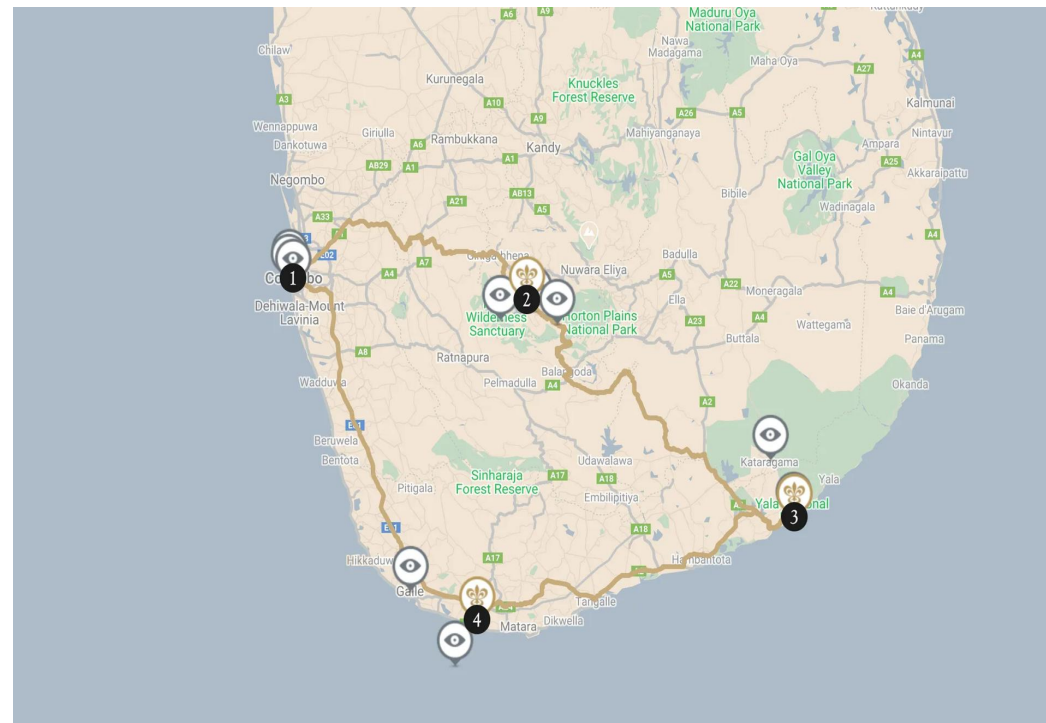 Maduru Oya
National Park
A6
A9
Chilaw
Nawa
Madagama
Maha Oya
A4
A27
Kurunegala
Knuckles
Forest Reserve
A3
A10
Kalmunai
A9
A26
A5
Wennappuwa
Giriulla
Rambukkana
Mahiyanganaya
Nintavur
Dankotuwa
A6
Kandy
Ampara
AB29
A1
A1
Gal Oya
Valley
National Park
A25
Akkaraipattu
Negombo
AB13
Bibile
A21
A5
Wadinagala
A33
A4
Badulla
A7
Nuwara Eliya
A4
A5
1
A22
Moneragala
A4
2
Ella
Dehiwala-Mount
Lavinia
Wilderness
Sanctuary
Horton Plains
National Park
A23
A4
Wattegama
Baie d'Arugam
Buttala
Panama
A8
Ratnapura
Wadduwa
Pelmadulla
A4
Balangoda
Okanda
A2
Beruwela
Bentota
Udawalawa
Kataragama
Sinharaja
Forest Reserve
A17
A18
Yala
Pitigala
Embilipitiya
3
A18
A17
Hambantota
Galle
Tangalle
4
Matara
Dikwella